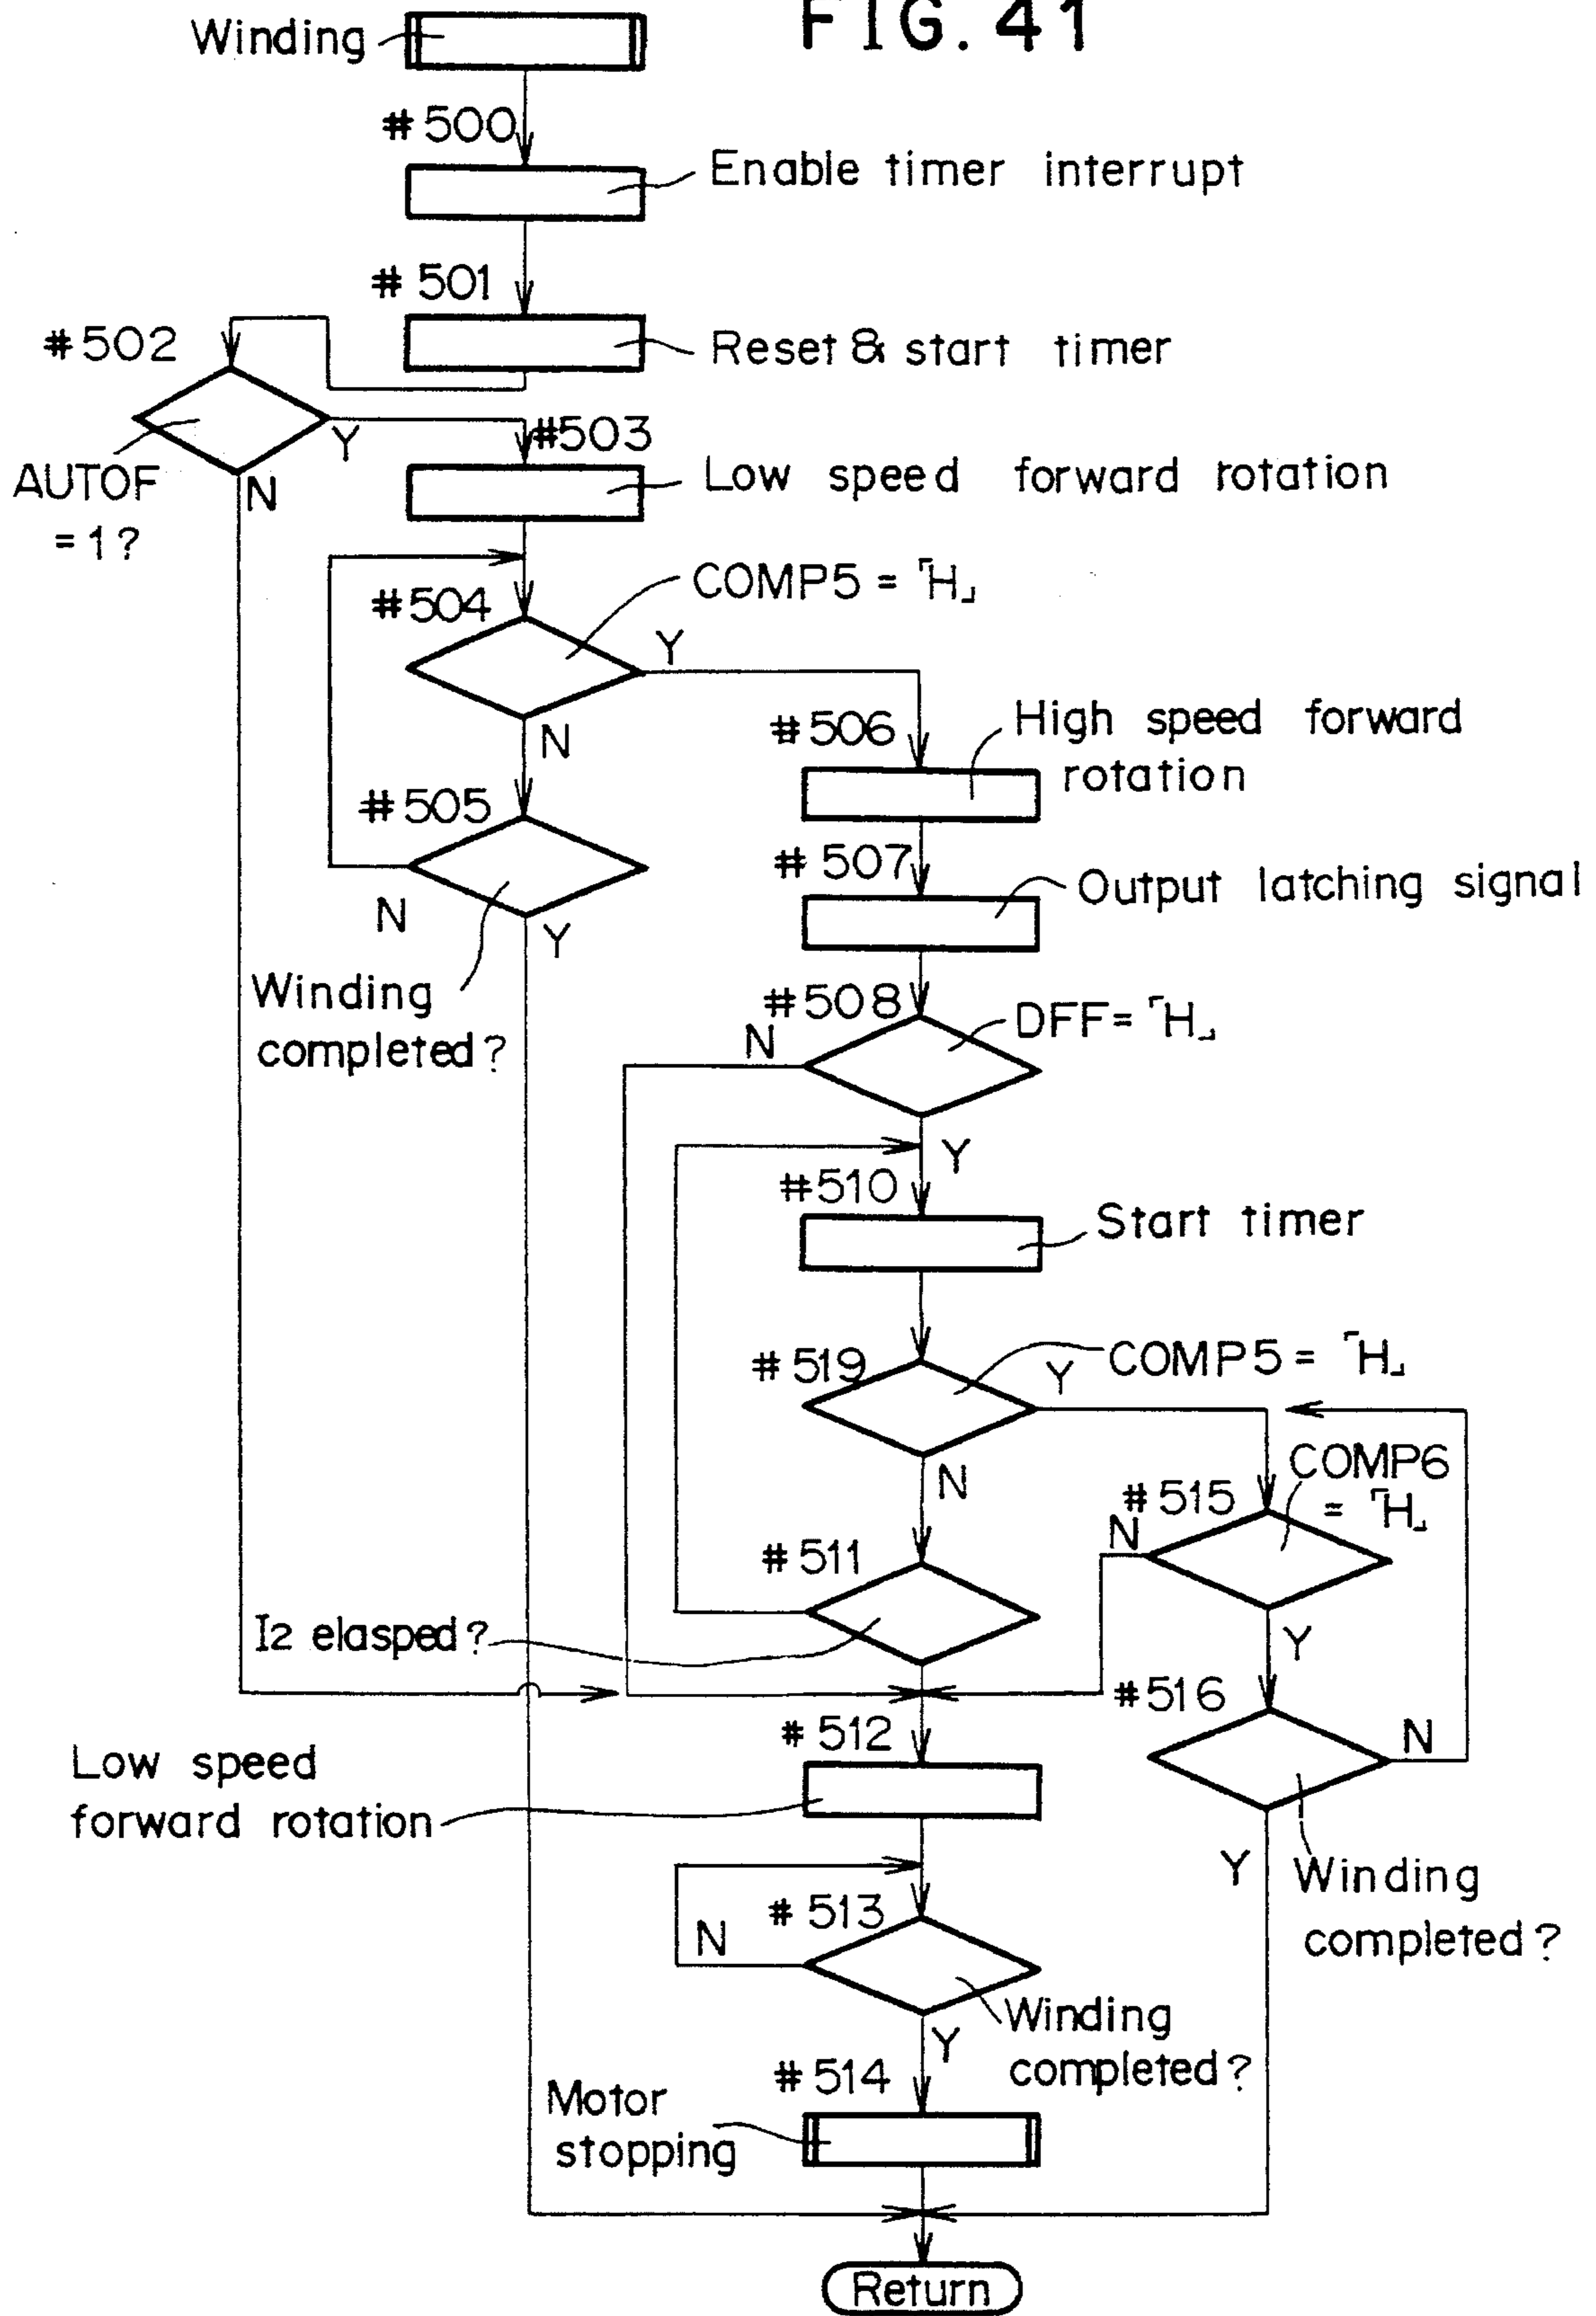 FIG. 41
Winding
#500
Enable timer interrupt
#501
Reset & start timer
#502
AUTOF
=1?
Y
N
#503
Low speed forward rotation
#504
COMP5 = 「H」
Y
N
#505
N
Y
Winding
completed?
#506
High speed forward
rotation
#507
Output latching signal
#508
DFF= 「H」
N
Y
#510
Start timer
#519
COMP5 = 「H」
Y
N
COMP6
= 「H」
#515
N
Y
#511
I2 elasped?
#516
N
Y
Winding
completed?
#512
Low speed
forward rotation
#513
N
Y
Winding
completed?
#514
Motor
stopping
Return